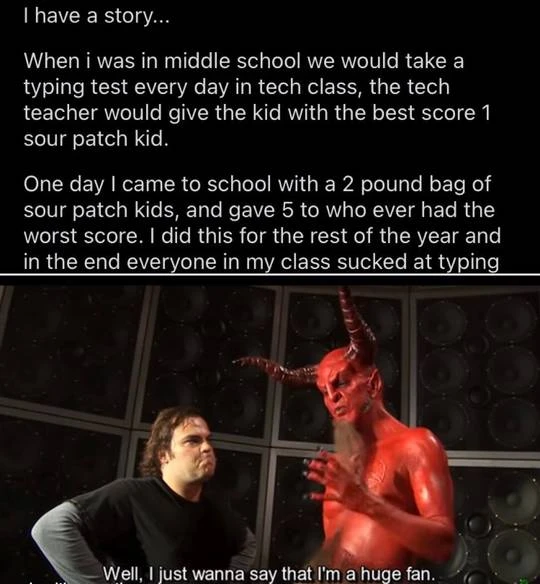 I have a story...
When i was in middle school we would take a
typing test every day in tech class, the tech
teacher would give the kid with the best score 1
sour patch kid.
One day I came to school with a 2 pound bag of
sour patch kids, and gave 5 to who ever had the
worst score. I did this for the rest of the year and
in the end everyone in my class sucked at typing
Well, I just wanna say that I'm a huge fan.